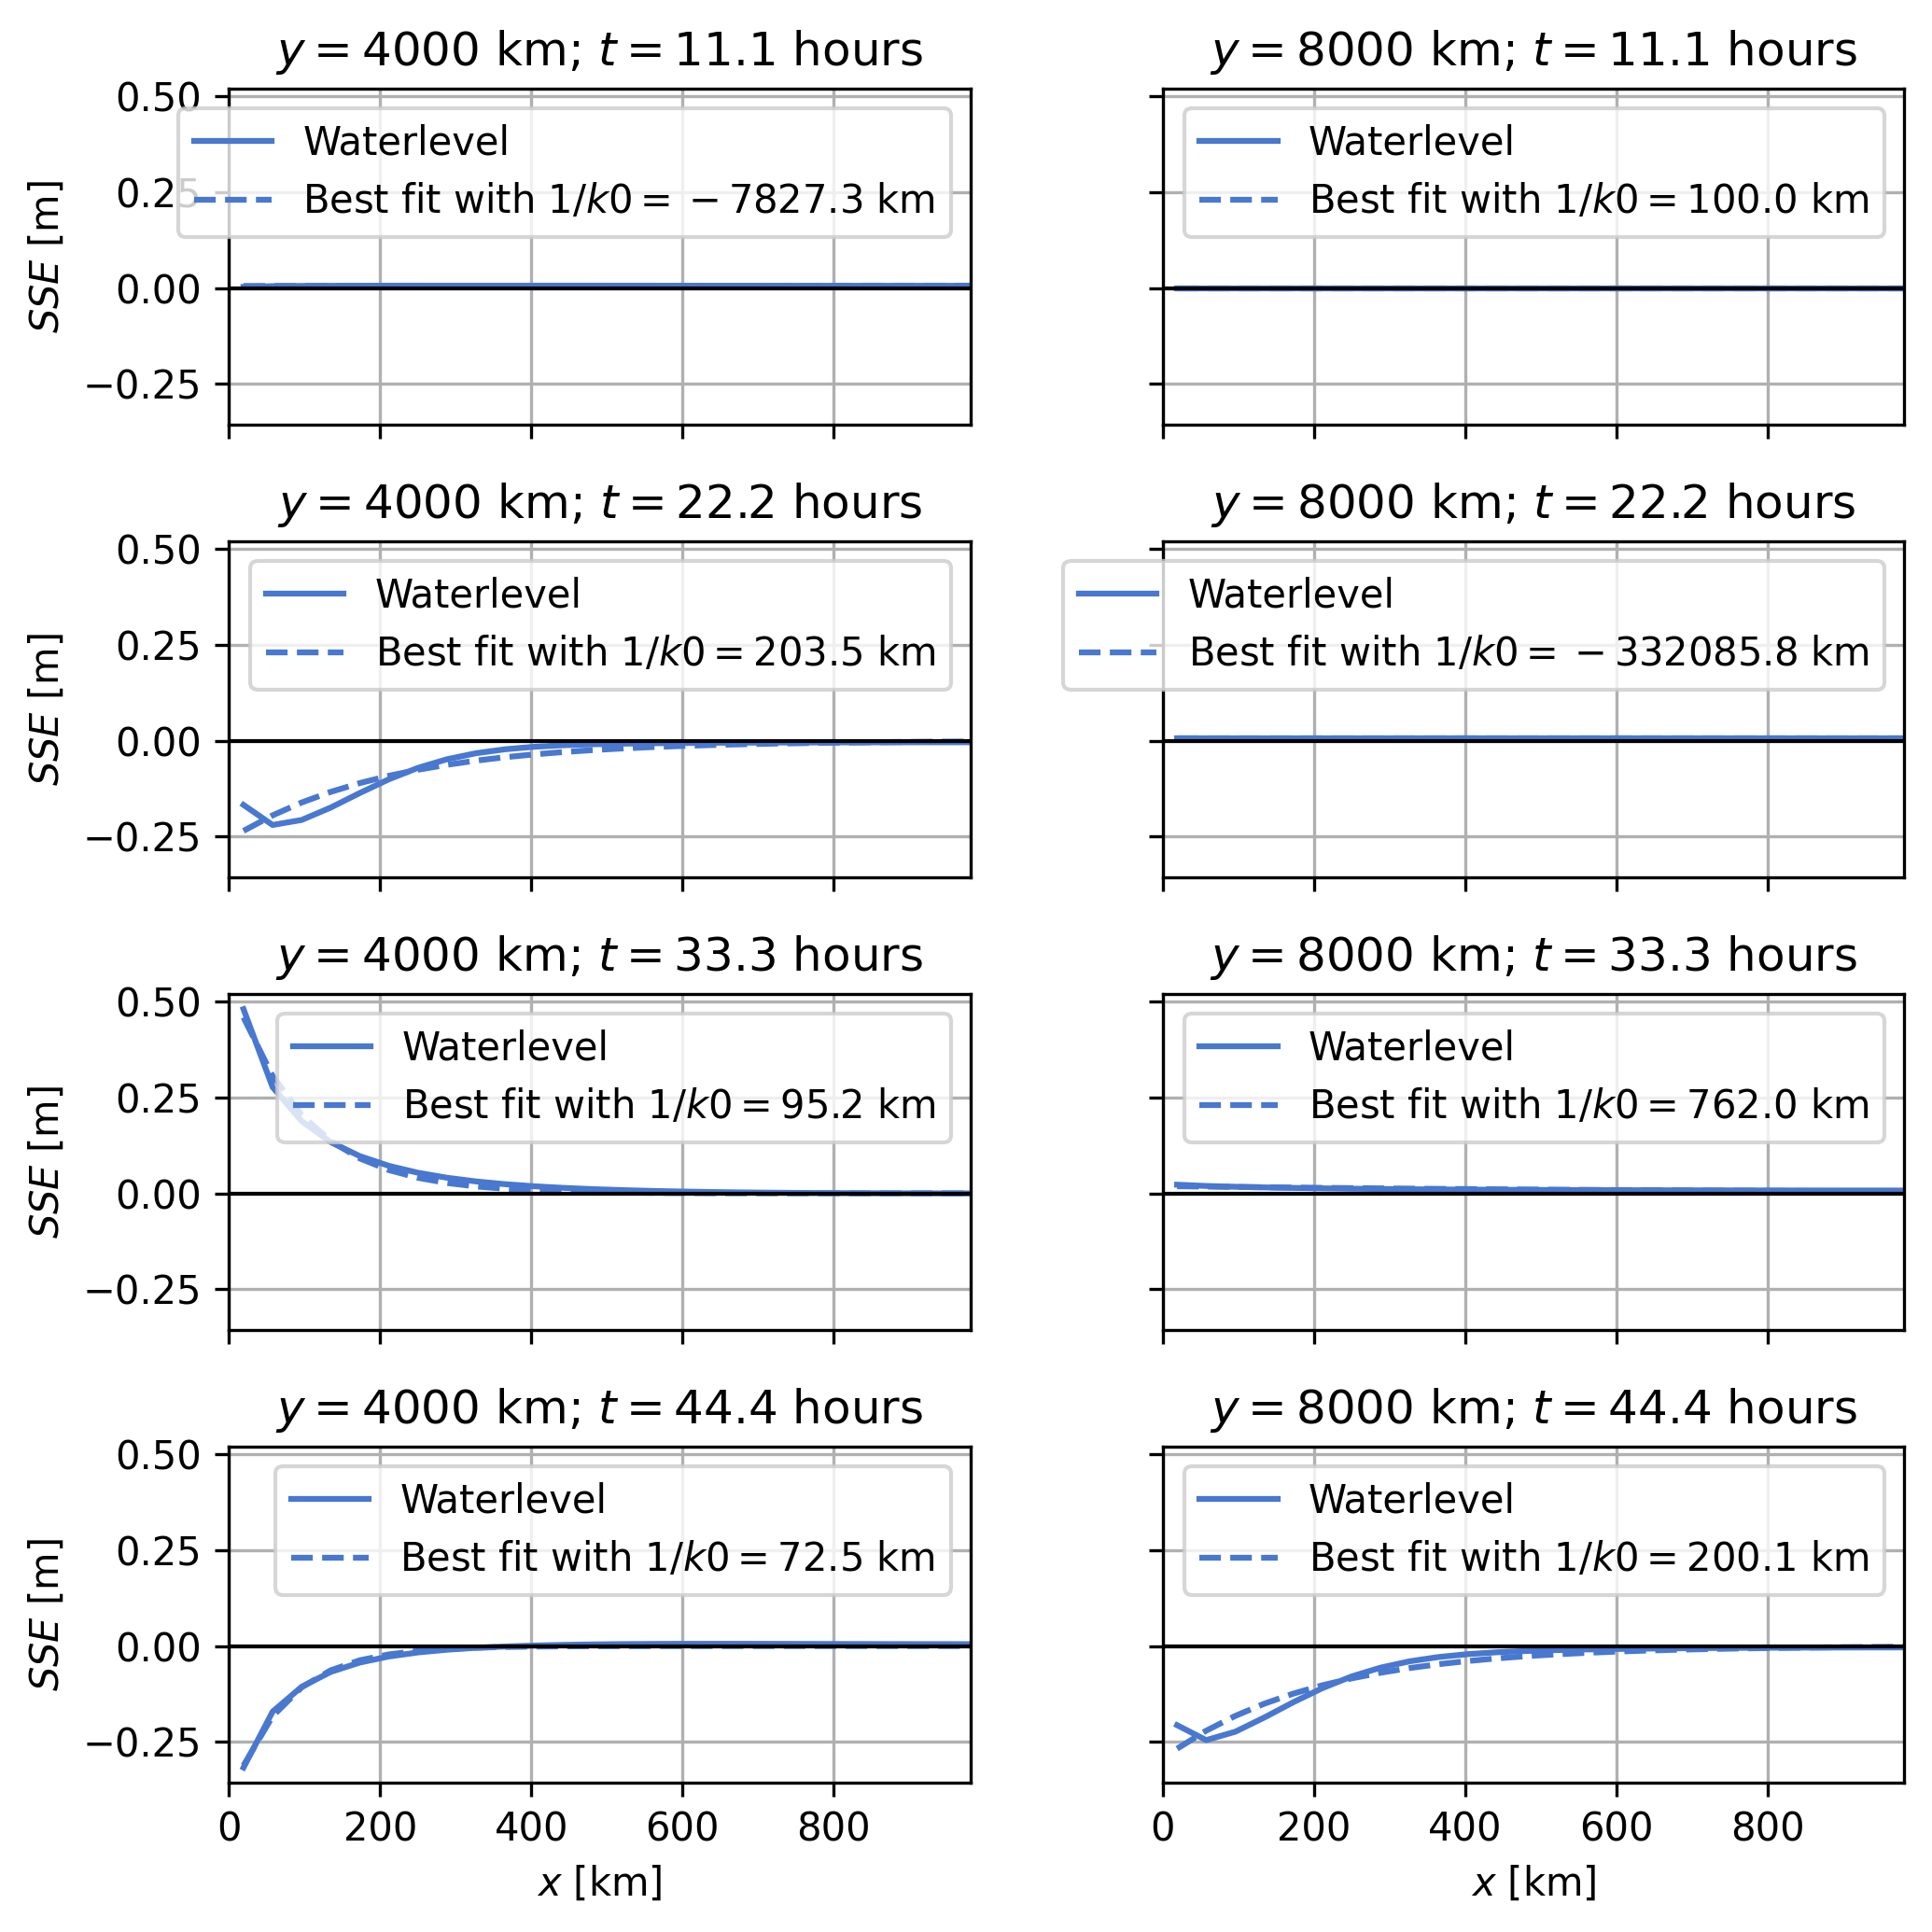 y = 4000 km; t = 11.1 hours
y = 8000 km; t = 11.1 hours
0.50
0.25
0.00
−0.25
SSE [m]
Waterlevel
Best fit with 1/k0 = −7827.3 km
Waterlevel
Best fit with 1/k0 = 100.0 km
y = 4000 km; t = 22.2 hours
y = 8000 km; t = 22.2 hours
0.50
0.25
0.00
−0.25
SSE [m]
Waterlevel
Best fit with 1/k0 = 203.5 km
Waterlevel
Best fit with 1/k0 = −332085.8 km
y = 4000 km; t = 33.3 hours
y = 8000 km; t = 33.3 hours
0.50
0.25
0.00
−0.25
SSE [m]
Waterlevel
Best fit with 1/k0 = 95.2 km
Waterlevel
Best fit with 1/k0 = 762.0 km
y = 4000 km; t = 44.4 hours
y = 8000 km; t = 44.4 hours
0.50
0.25
0.00
−0.25
SSE [m]
Waterlevel
Best fit with 1/k0 = 72.5 km
Waterlevel
Best fit with 1/k0 = 200.1 km
0 200 400 600 800
0 200 400 600 800
x [km]
x [km]